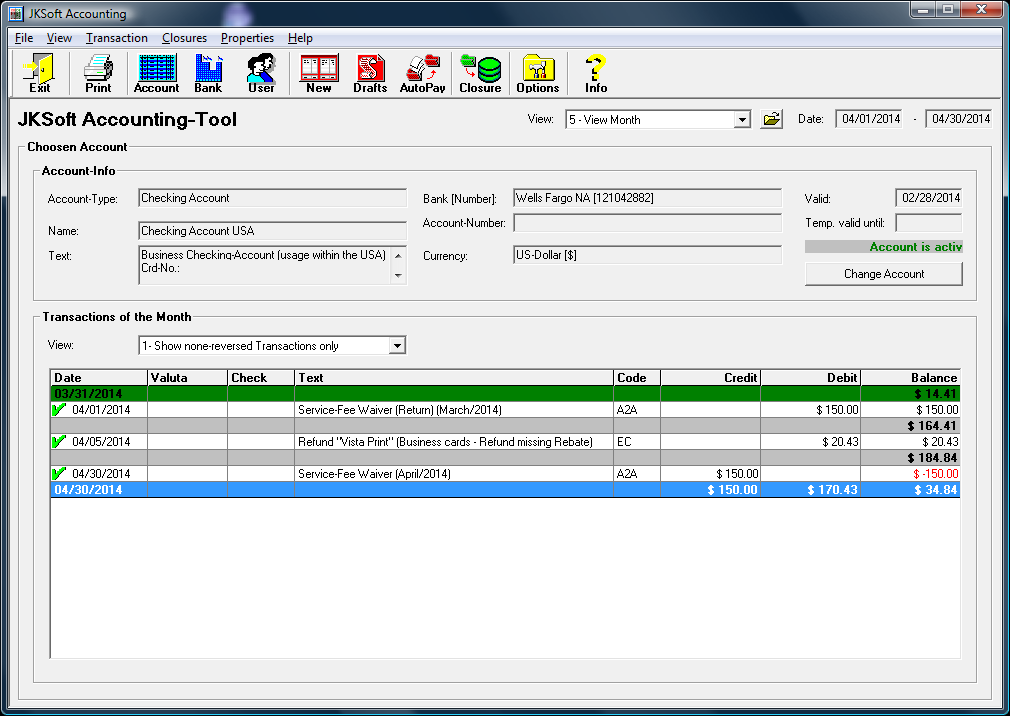 JKSoft Accounting
File View Transaction Closures Properties Help
Exit Print Account Bank User New Drafts AutoPay Closure Options Info
JKSoft Accounting-Tool View: 5 - View Month Date: 04/01/2014 - 04/30/2014
Choosen Account
Account-Info
Account-Type: Checking Account Bank [Number]: Wells Fargo NA [121042882] Valid: 02/28/2014
Account-Number: Temp. valid until:
Name: Checking Account USA
Account is activ
Text: Business Checking-Account (usage within the USA) Currency: US-Dollar [$]
Crd-No.:
Change Account
Transactions of the Month
View: 1- Show none-reversed Transactions only
Date Valuta Check Text Code Credit Debit Balance
03/31/2014 $ 14.41
04/01/2014 Service-Fee Waiver (Return) (March/2014) A2A $ 150.00 $ 150.00
$ 164.41
04/05/2014 Refund "Vista Print" (Business cards - Refund missing Rebate) EC $ 20.43 $ 20.43
$ 184.84
04/30/2014 Service-Fee Waiver (April/2014) A2A $ 150.00 $ -150.00
04/30/2014 $ 150.00 $ 170.43 $ 34.84